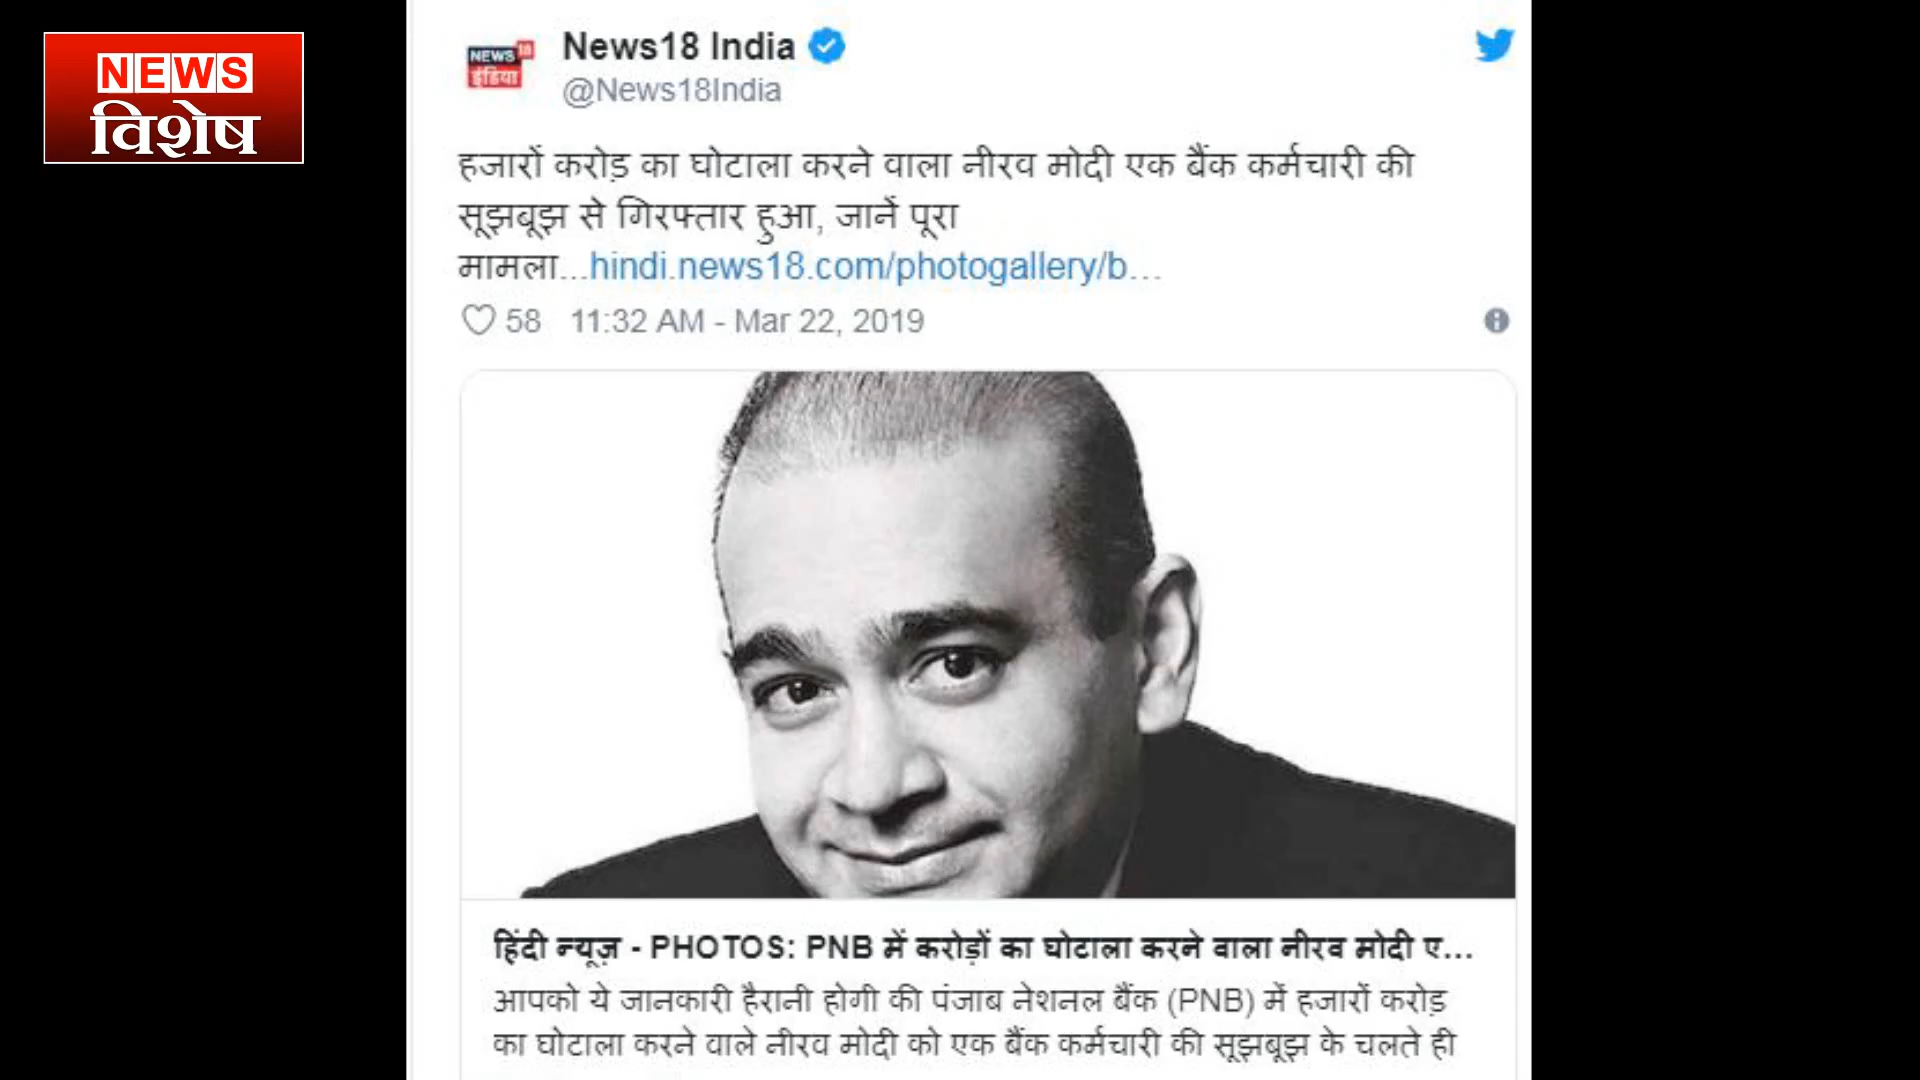 NEWS
विशेष
News18 India
@News18India
NEWS18
इंडिया
हजारों करोड़ का घोटाला करने वाला नीरव मोदी एक बैंक कर्मचारी की
सूझबूझ से गिरफ्तार हुआ, जानें पूरा
मामला...hindi.news18.com/photogallery/b…
58 11:32 AM - Mar 22, 2019
हिंदी न्यूज़ - PHOTOS: PNB में करोड़ों का घोटाला करने वाला नीरव मोदी ए...
आपको ये जानकारी हैरानी होगी की पंजाब नेशनल बैंक (PNB) में हजारों करोड़
का घोटाला करने वाले नीरव मोदी को एक बैंक कर्मचारी की सूझबूझ के चलते ही